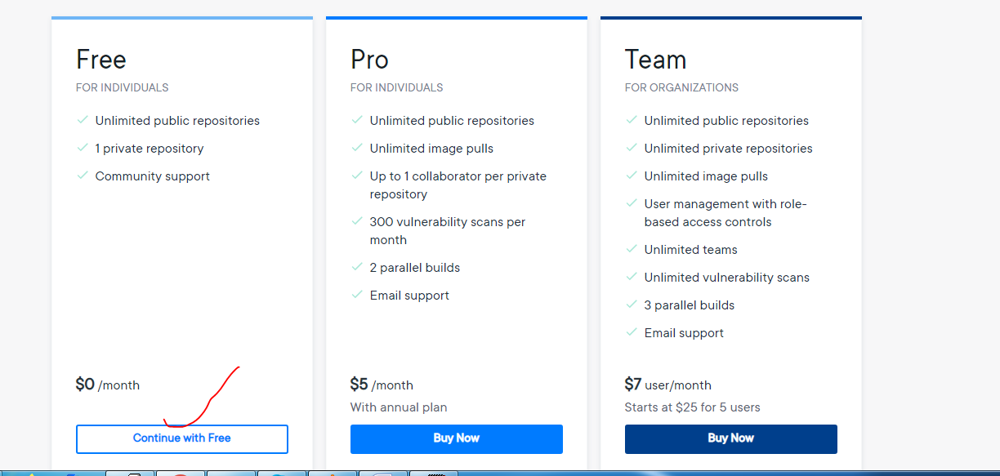 Free
FOR INDIVIDUALS
Unlimited public repositories
1 private repository
Community support
$0 /month
Continue with Free
Pro
FOR INDIVIDUALS
Unlimited public repositories
Unlimited image pulls
Up to 1 collaborator per private
repository
300 vulnerability scans per
month
2 parallel builds
Email support
$5 /month
With annual plan
Buy Now
Team
FOR ORGANIZATIONS
Unlimited public repositories
Unlimited private repositories
Unlimited image pulls
User management with role-
based access controls
Unlimited teams
Unlimited vulnerability scans
3 parallel builds
Email support
$7 user/month
Starts at $25 for 5 users
Buy Now